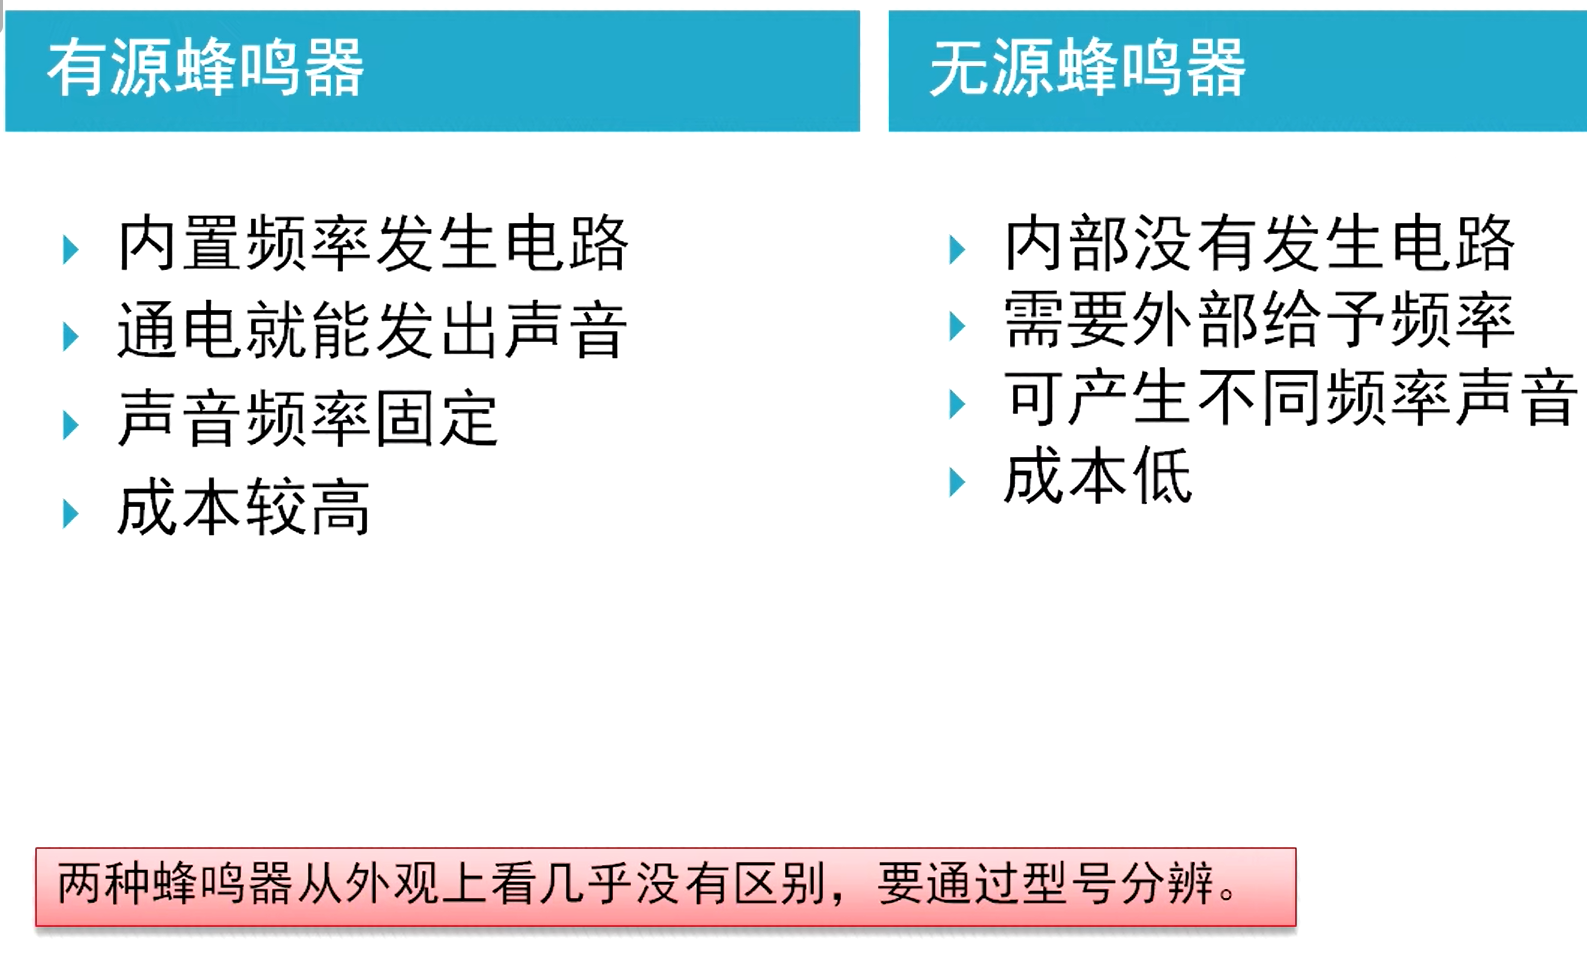 有源蜂鸣器
内置频率发生电路
通电就能发出声音
声音频率固定
成本较高
无源蜂鸣器
内部没有发生电路
需要外部给予频率
可产生不同频率声音
成本低
两种蜂鸣器从外观上看几乎没有区别，要通过型号分辨。